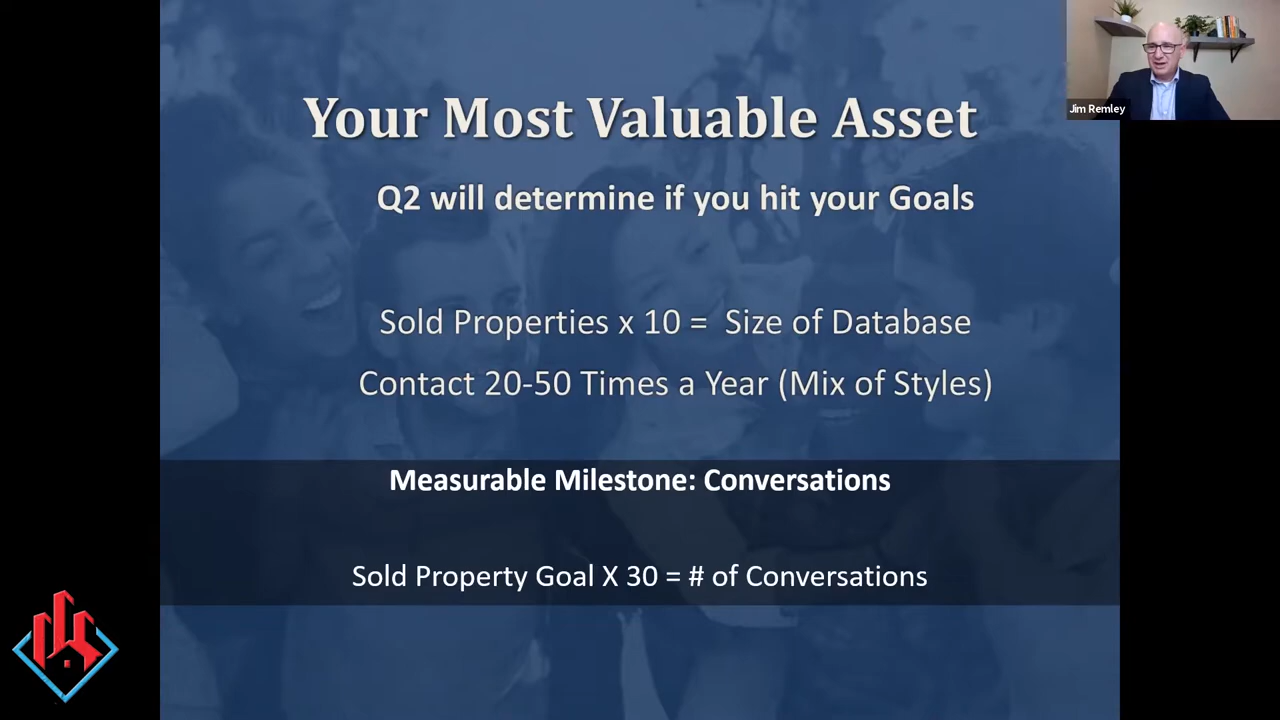 Your Most Valuable Asset
Q2 will determine if you hit your Goals
Sold Properties x 10 =  Size of Database
Contact 20-50 Times a Year (Mix of Styles)
Measurable Milestone: Conversations
Sold Property Goal X 30 = # of Conversations
Jim Remley